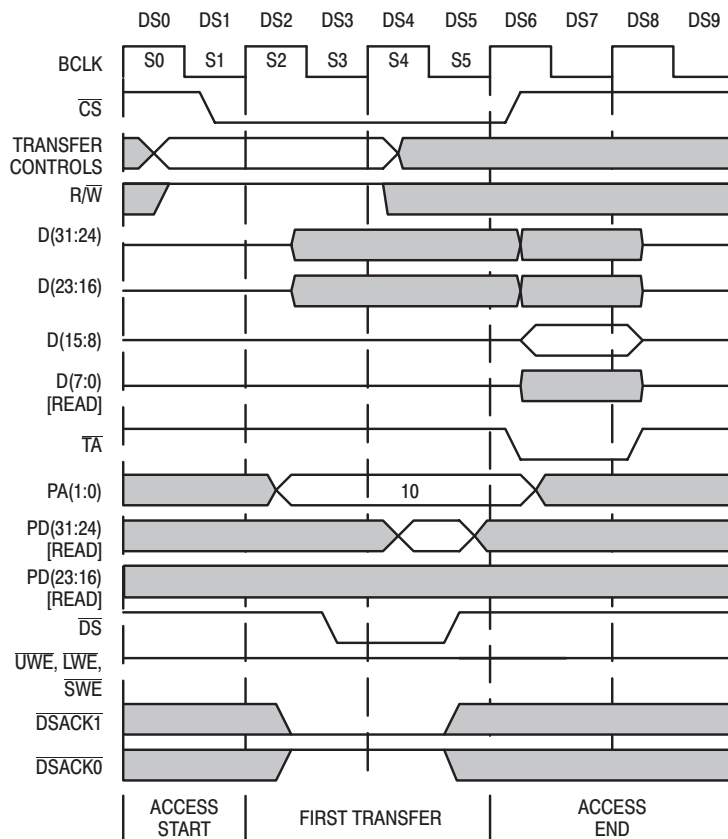 DS0 DS1 DS2 DS3 DS4 DS5 DS6 DS7 DS8 DS9
BCLK S0 S1 S2 S3 S4 S5
CS
TRANSFER
CONTROLS
R/W
D(31:24)
D(23:16)
D(15:8)
D(7:0)
[READ]
TA
PA(1:0) 10
PD(31:24)
[READ]
PD(23:16)
[READ]
DS
UWE, LWE,
SWE
DSACK1
DSACK0
ACCESS
START
FIRST TRANSFER
ACCESS
END